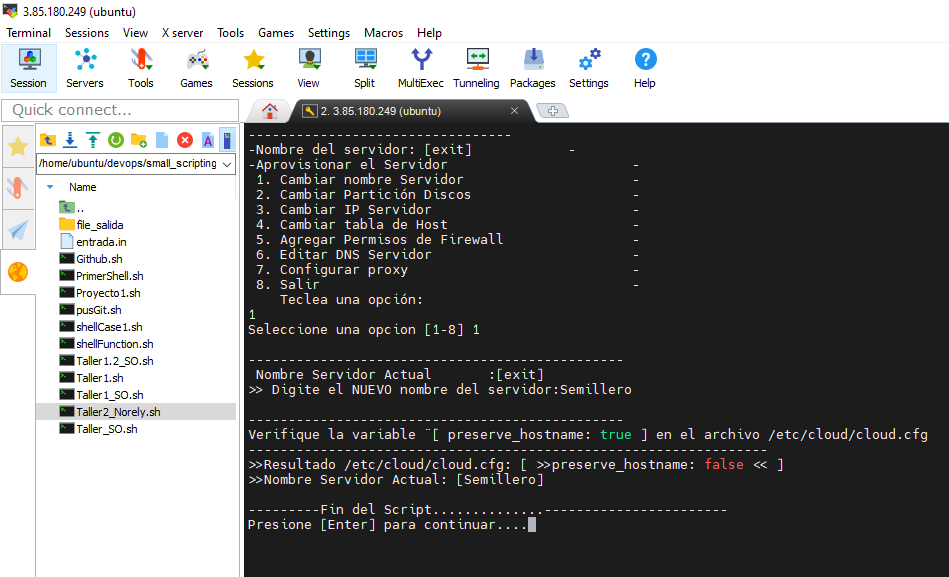 3.85.180.249 (ubuntu)
Terminal Sessions View X server Tools Games Settings Macros Help
Session Servers Tools Games Sessions View Split MultiExec Tunneling Packages Settings Help
Quick connect...
2. 3.85.180.249 (ubuntu)
/home/ubuntu/devops/small_scripting
Name
..
file_salida
entrada.in
Github.sh
PrimerShell.sh
Proyecto1.sh
pusGit.sh
shellCase1.sh
shellFunction.sh
Taller1.2_SO.sh
Taller1.sh
Taller1_SO.sh
Taller2_Norely.sh
Taller_SO.sh
---------------------------------
-Nombre del servidor: [exit]            -
-Aprovisionar el Servidor                       -
1. Cambiar nombre Servidor                     -
2. Cambiar Partición Discos                    -
3. Cambiar IP Servidor                         -
4. Cambiar tabla de Host                       -
5. Agregar Permisos de Firewall                -
6. Editar DNS Servidor                         -
7. Configurar proxy                            -
8. Salir                                       -
Teclea una opción:
1
Seleccione una opcion [1-8] 1
-----------------------------------------------
Nombre Servidor Actual       :[exit]
>> Digite el NUEVO nombre del servidor:Semillero
-----------------------------------------------
Verifique la variable ¨[ preserve_hostname: true ] en el archivo /etc/cloud/cloud.cfg
-----------------------------------------------------------------
>>Resultado /etc/cloud/cloud.cfg: [ >>preserve_hostname: false << ]
>>Nombre Servidor Actual: [Semillero]
---------Fin del Script..............-----------------------
Presione [Enter] para continuar....